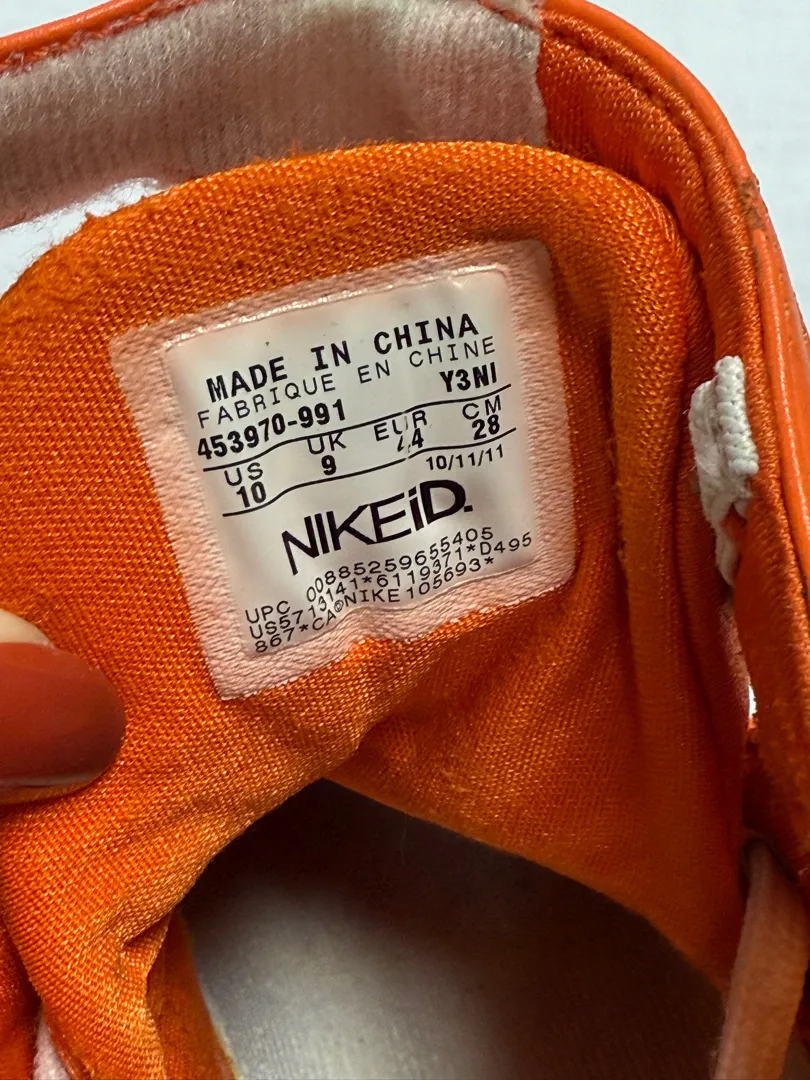 MADE IN CHINA
FABRIQUE EN CHINE
453970-991 Y3NI
US UK EUR CM
10 9 44 28
10/11/11
NIKEiD.
UPC 00885259655405
US5713141*6119371*D495
867*CA©NIKE105693*